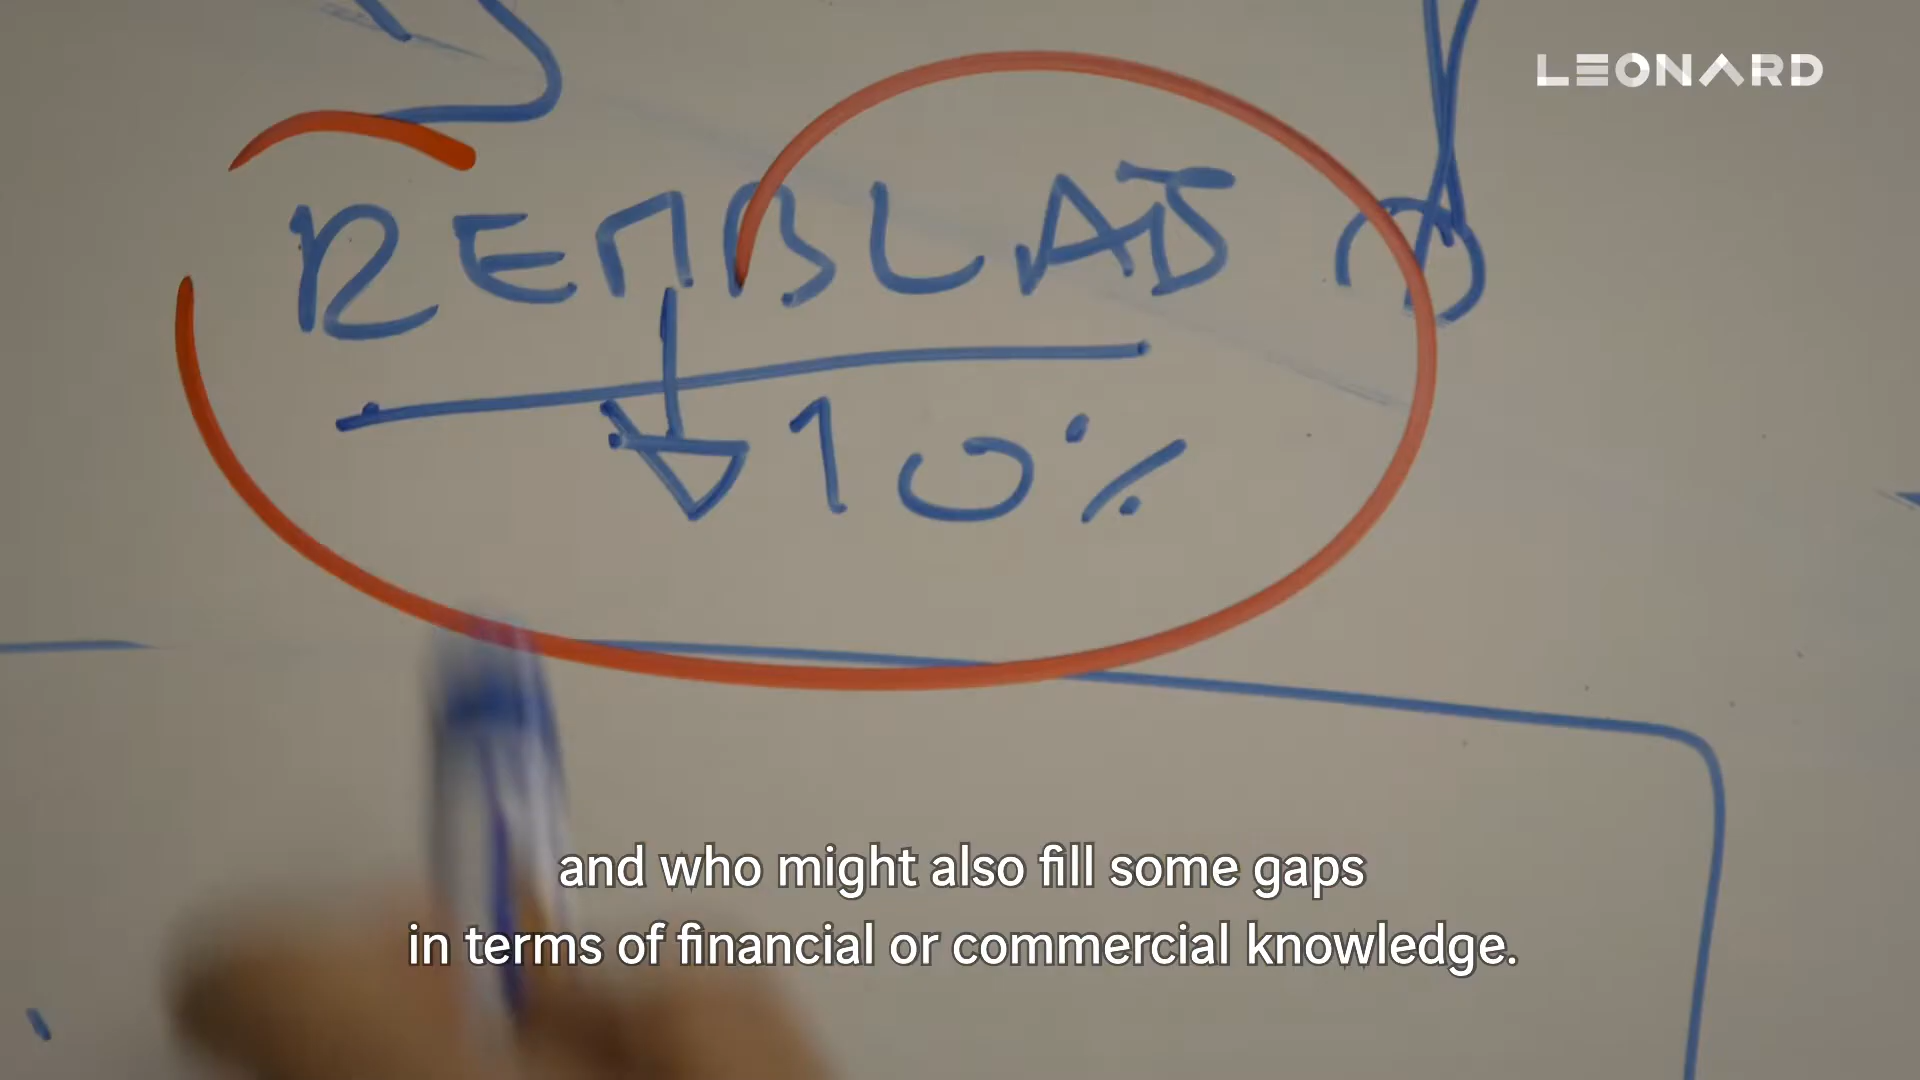 LEONARD
REMBLAIS
10%
and who might also fill some gaps
in terms of financial or commercial knowledge.